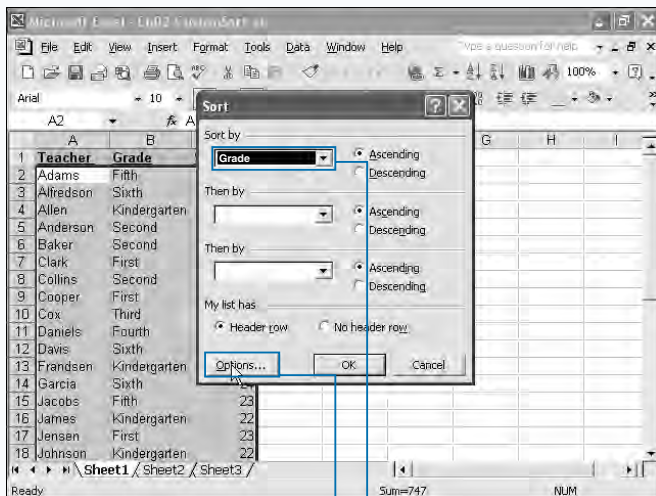 Microsoft Excel - Ch02 CustomSort.xls
File Edit View Insert Format Tools Data Window Help Type a question for help
100%
Arial 10
A2 fx A
A B G H I
1 Teacher Grade
2 Adams Fifth
3 Alfredson Sixth
4 Allen Kindergarten
5 Anderson Second
6 Baker Second
7 Clark First
8 Collins Second
9 Cooper First
10 Cox Third
11 Daniels Fourth
12 Davis Sixth
13 Frandsen Kindergarten
14 Garcia Sixth
15 Jacobs Fifth 23
16 James Kindergarten 22
17 Jensen First 23
18 Johnson Kindergarten 22
Sort
Sort by
Grade
Ascending
Descending
Then by
Ascending
Descending
Then by
Ascending
Descending
My list has
Header row No header row
Options... OK Cancel
Sheet1 Sheet2 Sheet3
Ready Sum=747 NUM